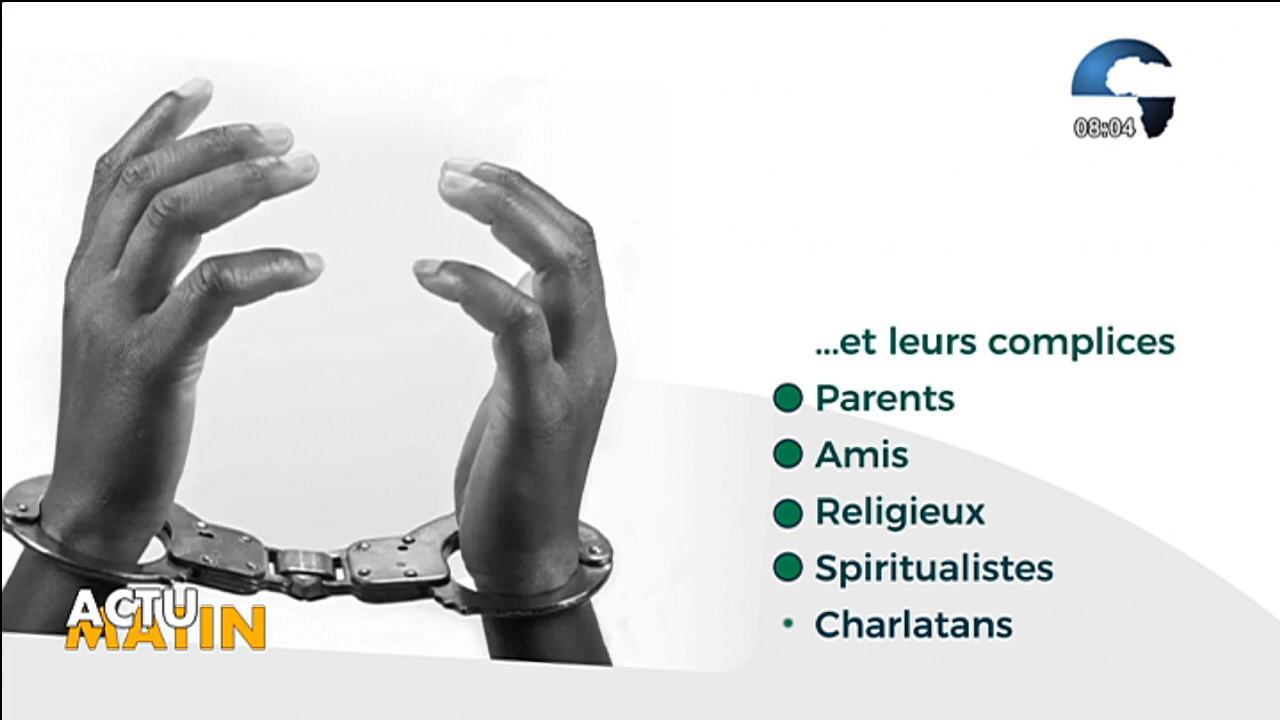 08:04
...et leurs complices
Parents
Amis
Religieux
Spiritualistes
Charlatans
ACTU
MATIN